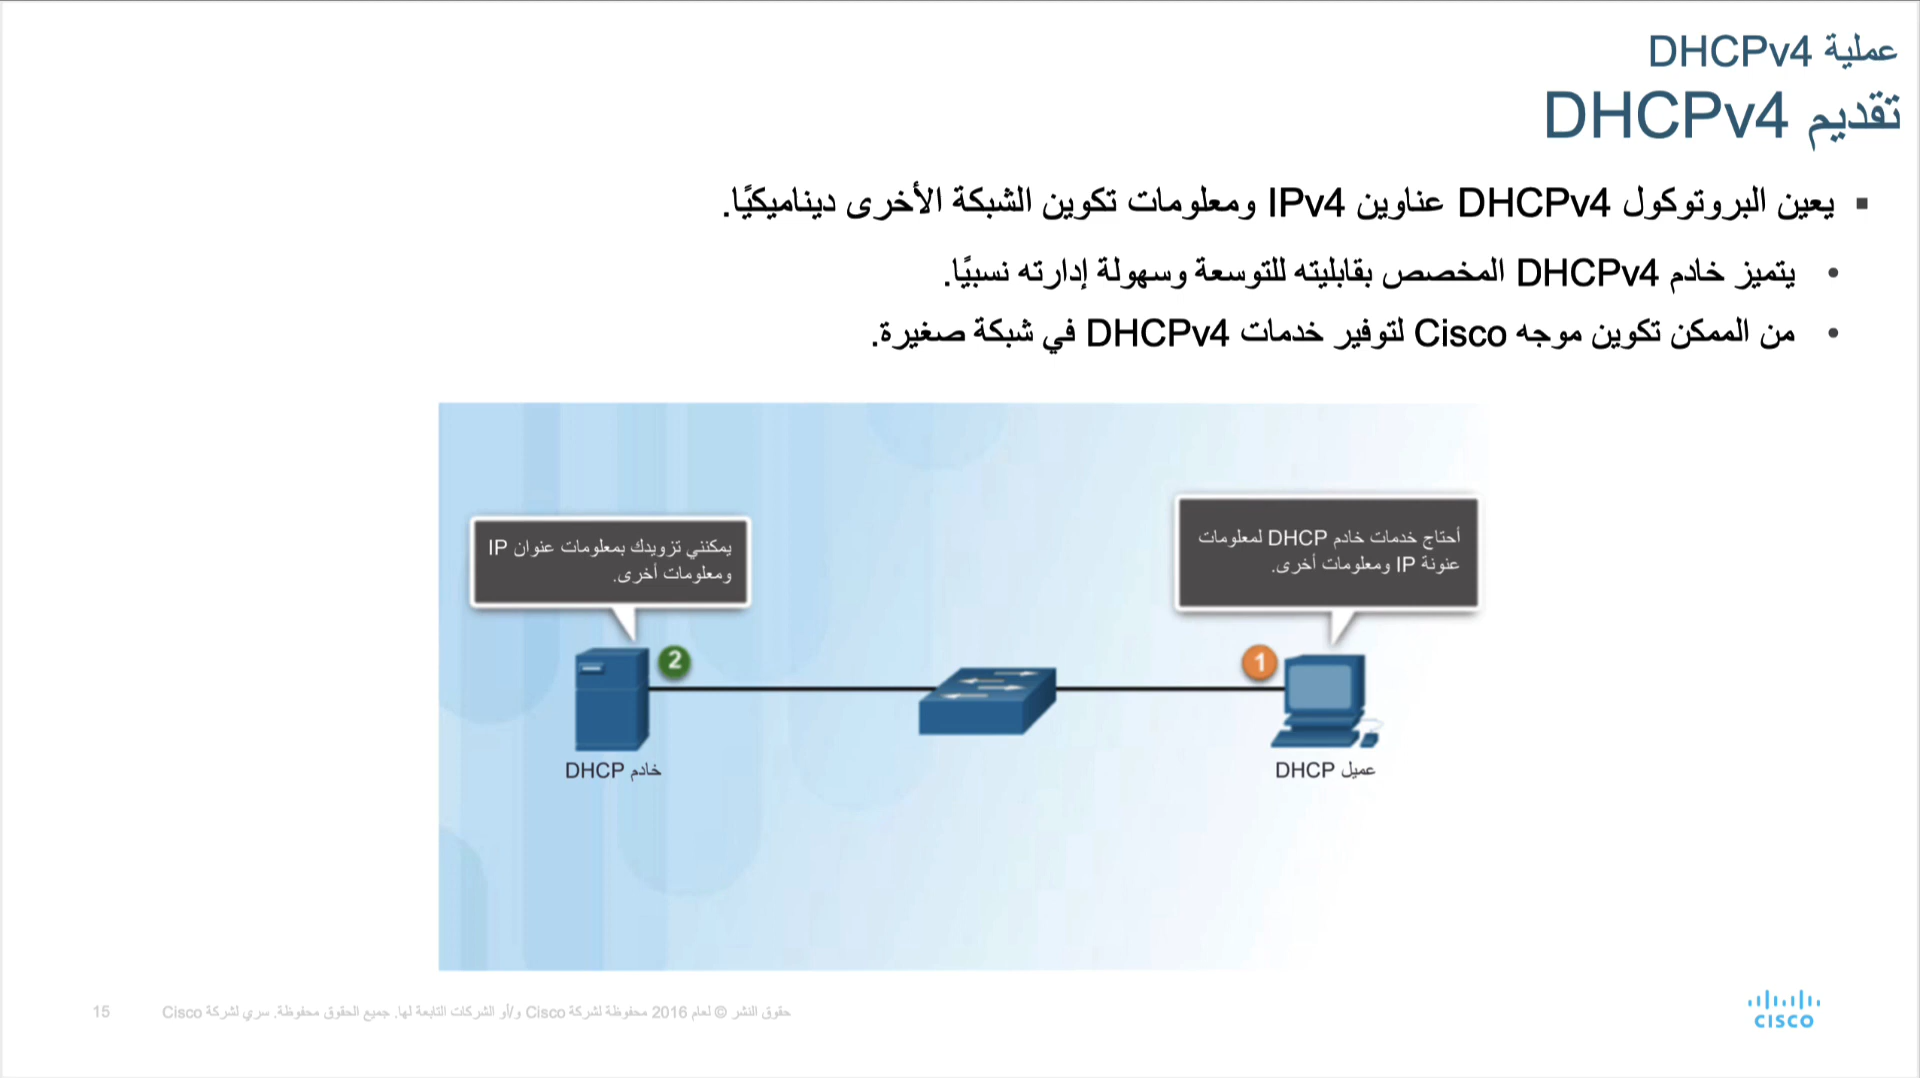 عملية DHCPv4
تقديم DHCPv4
▪ يعين البروتوكول DHCPv4 عناوين IPv4 ومعلومات تكوين الشبكة الأخرى ديناميكيًا.
• يتميز خادم DHCPv4 المخصص بقابليته للتوسعة وسهولة إدارته نسبيًا.
• من الممكن تكوين موجه Cisco لتوفير خدمات DHCPv4 في شبكة صغيرة.
أحتاج خدمات خادم DHCP لمعلومات
عنونة IP ومعلومات أخرى.
يمكنني تزويدك بمعلومات عنوان IP
ومعلومات أخرى.
1
2
عميل DHCP
خادم DHCP
حقوق النشر © لعام 2016 محفوظة لشركة Cisco و/أو الشركات التابعة لها. جميع الحقوق محفوظة. سري لشركة Cisco
15
CISCO